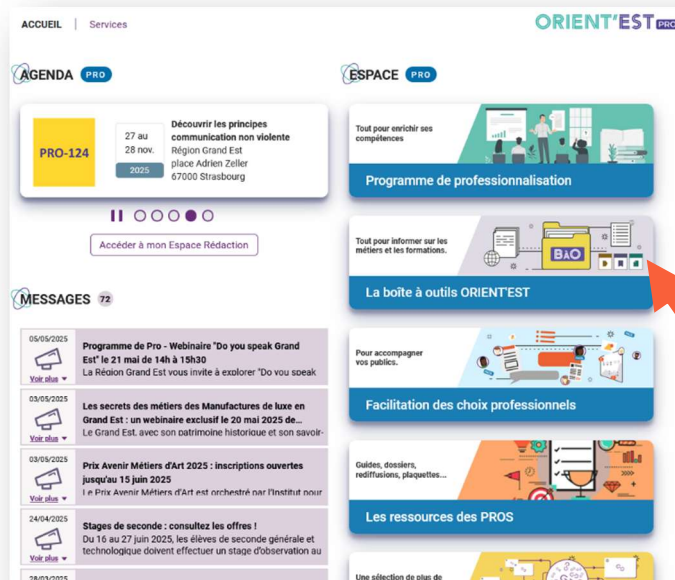 ACCUEIL | Services
ORIENT'EST PRO
AGENDA PRO
PRO-124
27 au
28 nov.
2025
Découvrir les principes
communication non violente
Région Grand Est
place Adrien Zeller
67000 Strasbourg
Accéder à mon Espace Rédaction
MESSAGES 72
05/05/2025
Voir plus
Programme de Pro - Webinaire "Do you speak Grand
Est" le 21 mai de 14h à 15h30
La Région Grand Est vous invite à explorer "Do you speak
03/05/2025
Voir plus
Les secrets des métiers des Manufactures de luxe en
Grand Est : un webinaire exclusif le 20 mai 2025 de...
Le Grand Est, avec son patrimoine historique et son savoir-
03/05/2025
Voir plus
Prix Avenir Métiers d'Art 2025 : inscriptions ouvertes
jusqu'au 15 juin 2025
Le Prix Avenir Métiers d'Art est orchestré par l'Institut pour
24/04/2025
Voir plus
Stages de seconde : consultez les offres !
Du 16 au 27 juin 2025, les élèves de seconde générale et
technologique doivent effectuer un stage d'observation au
28/03/2025
ESPACE PRO
Tout pour enrichir ses
compétences
Programme de professionnalisation
Tout pour informer sur les
métiers et les formations.
BAO
La boîte à outils ORIENT'EST
Pour accompagner
vos publics.
Facilitation des choix professionnels
Guides, dossiers,
rediffusions, plaquettes...
Les ressources des PROS
Une sélection de plus de